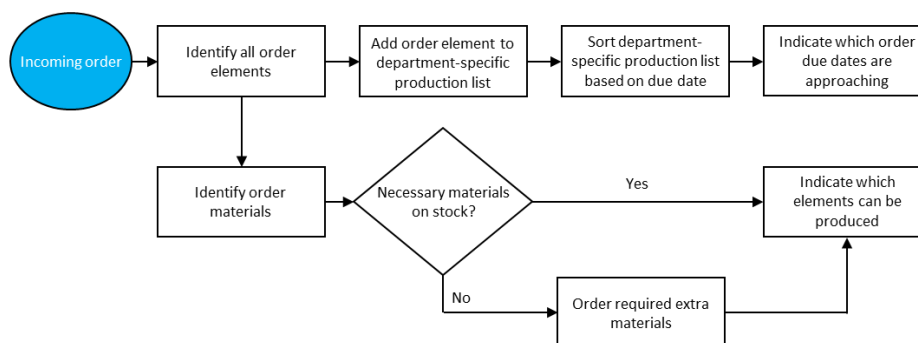 Incoming order
Identify all order
elements
Add order element to
department-specific
production list
Sort department-
specific production list
based on due date
Indicate which order
due dates are
approaching
Identify order
materials
Necessary materials
on stock?
Yes
Indicate which
elements can be
produced
No
Order required extra
materials